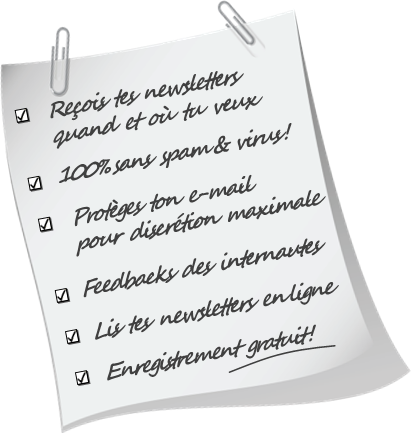 Reçois tes newsletters
quand et où tu veux
100% sans spam & virus!
Protèges ton e-mail
pour discrétion maximale
Feedbacks des internautes
Lis tes newsletters en ligne
Enregistrement gratuit!